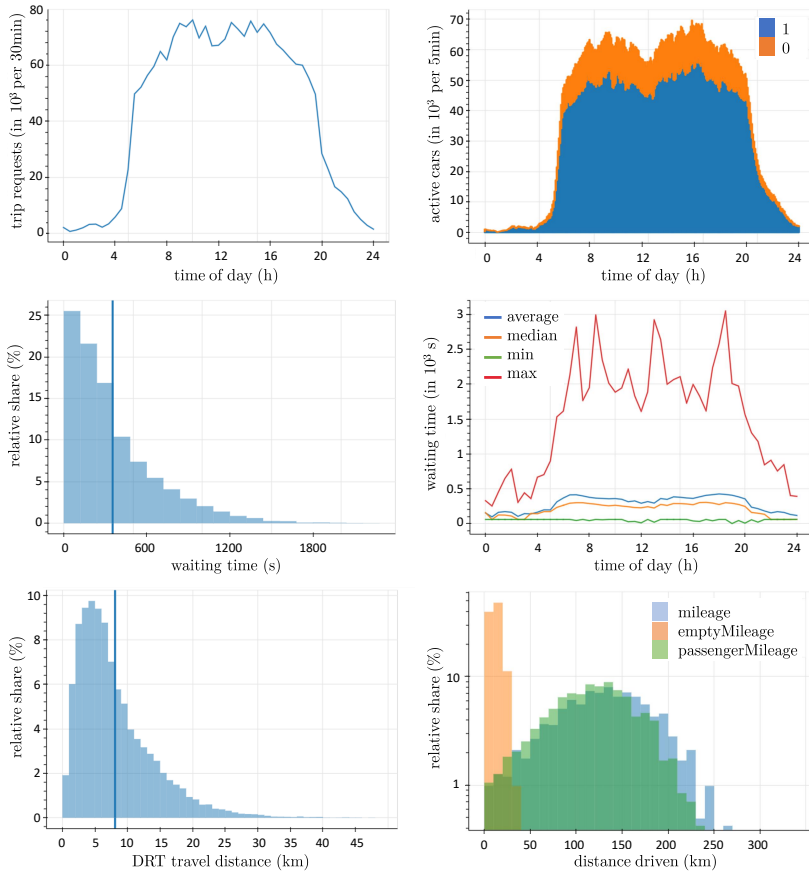 trip requests (in 10³ per 30min)
80
60
40
20
0
0 4 8 12 16 20 24
time of day (h)
active cars (in 10³ per 5min)
70
60
50
40
30
20
10
0
0 4 8 12 16 20 24
time of day (h)
1
0
relative share (%)
25
20
15
10
5
0
0 600 1200 1800
waiting time (s)
waiting time (in 10³ s)
3
2.5
2
1.5
1
0.5
0
0 4 8 12 16 20 24
time of day (h)
average
median
min
max
relative share (%)
10
8
6
4
2
0
0 5 10 15 20 25 30 35 40 45
DRT travel distance (km)
relative share (%)
10
1
0 50 100 150 200 250 300
distance driven (km)
mileage
emptyMileage
passengerMileage